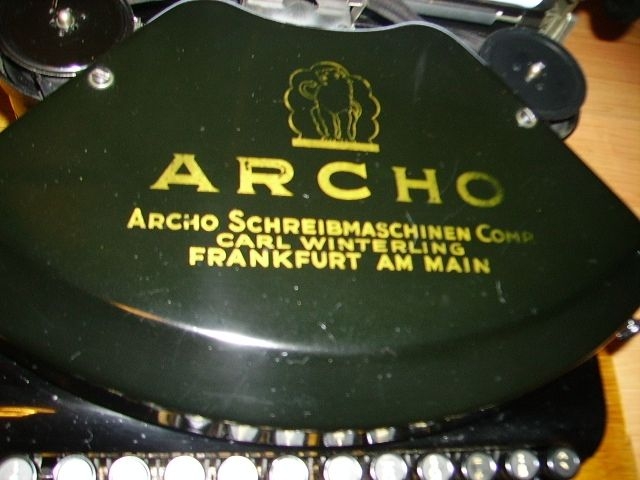 ARCHO
ARCHO SCHREIBMASCHINEN COMP.
CARL WINTERLING
FRANKFURT AM MAIN